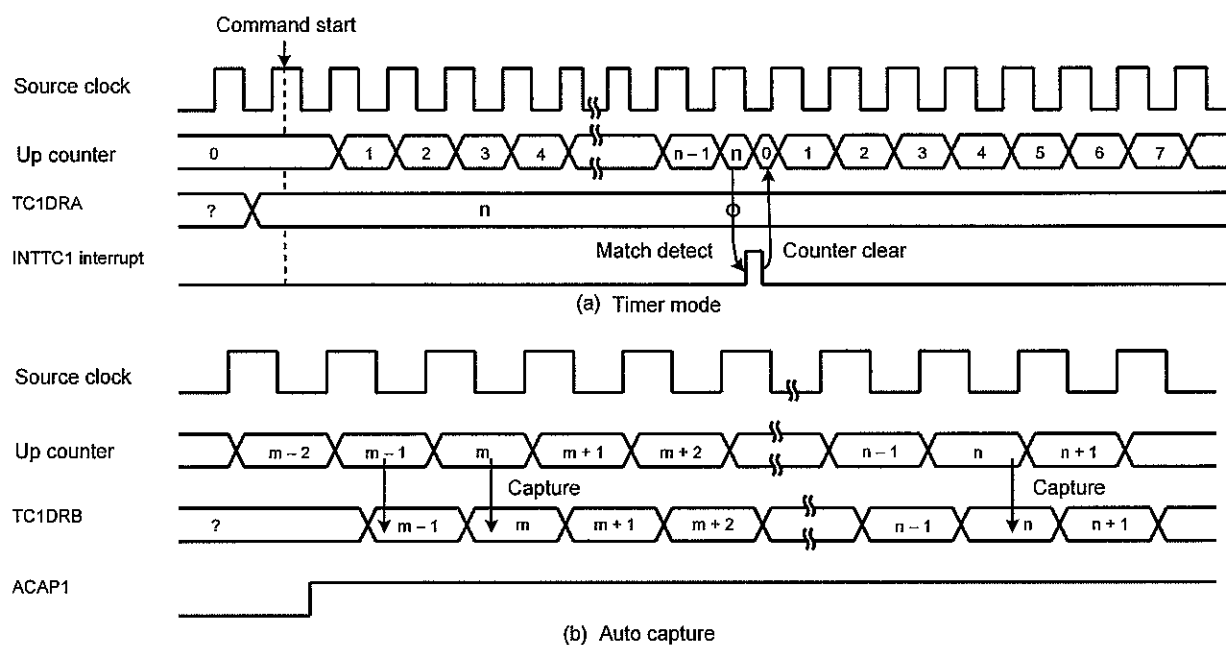 Command start
Source clock
Up counter 0 1 2 3 4 n – 1 n 0 1 2 3 4 5 6 7
TC1DRA ? n
INTTC1 interrupt Match detect Counter clear
(a) Timer mode
Source clock
Up counter m – 2 m – 1 m m + 1 m + 2 n – 1 n n + 1
Capture Capture
TC1DRB ? m – 1 m m + 1 m + 2 n – 1 n n + 1
ACAP1
(b) Auto capture